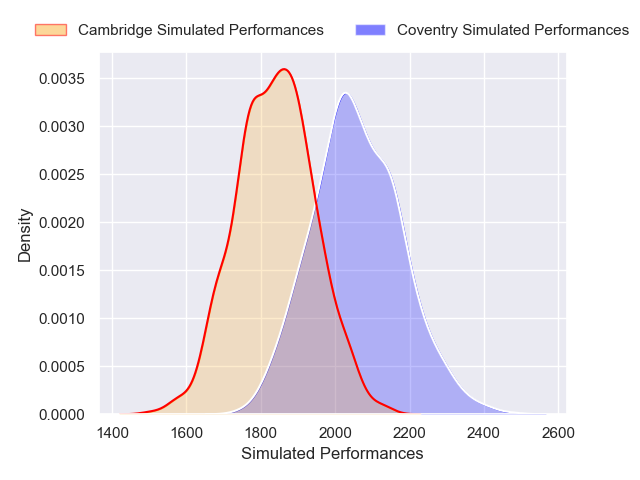 Cambridge Simulated Performances
Coventry Simulated Performances
0.0035
0.0030
0.0025
0.0020
0.0015
0.0010
0.0005
0.0000
Density
1400 1600 1800 2000 2200 2400 2600
Simulated Performances